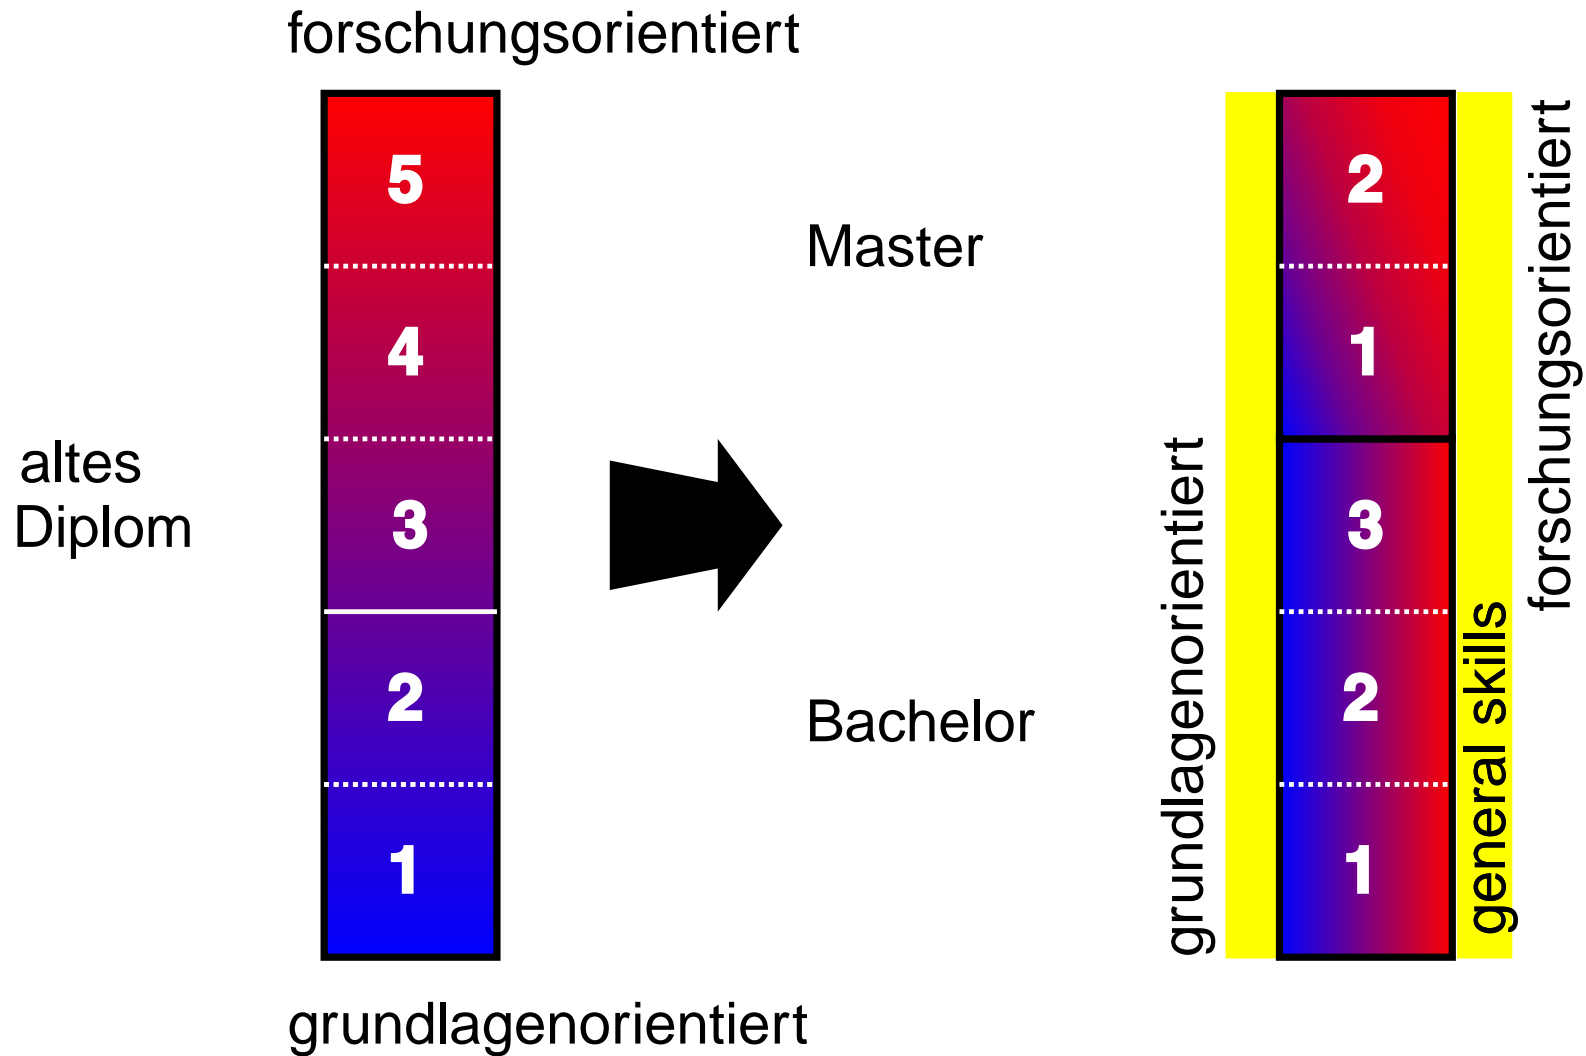 forschungsorientiert
5
4
3
2
1
altes
Diplom
grundlagenorientiert
Master
Bachelor
grundlagenorientiert
2
1
3
2
1
general skills
forschungsorientiert